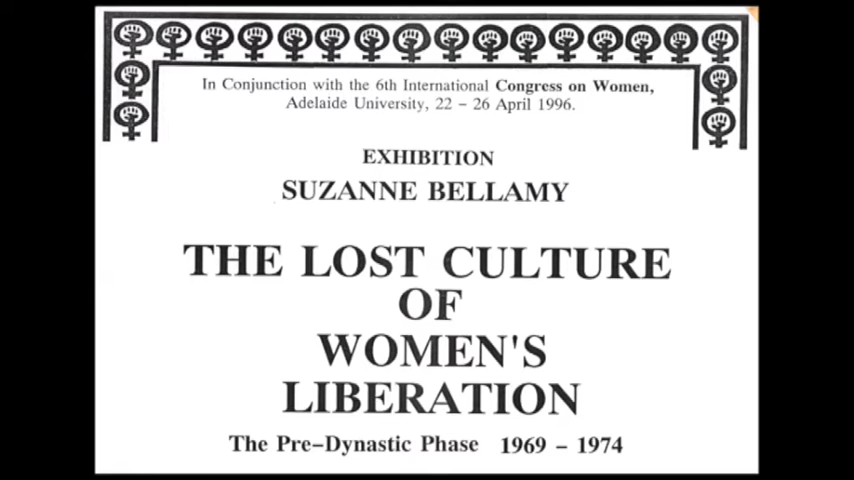 In Conjunction with the 6th International Congress on Women,
Adelaide University, 22 – 26 April 1996.
EXHIBITION
SUZANNE BELLAMY
THE LOST CULTURE
OF
WOMEN'S
LIBERATION
The Pre–Dynastic Phase 1969 – 1974